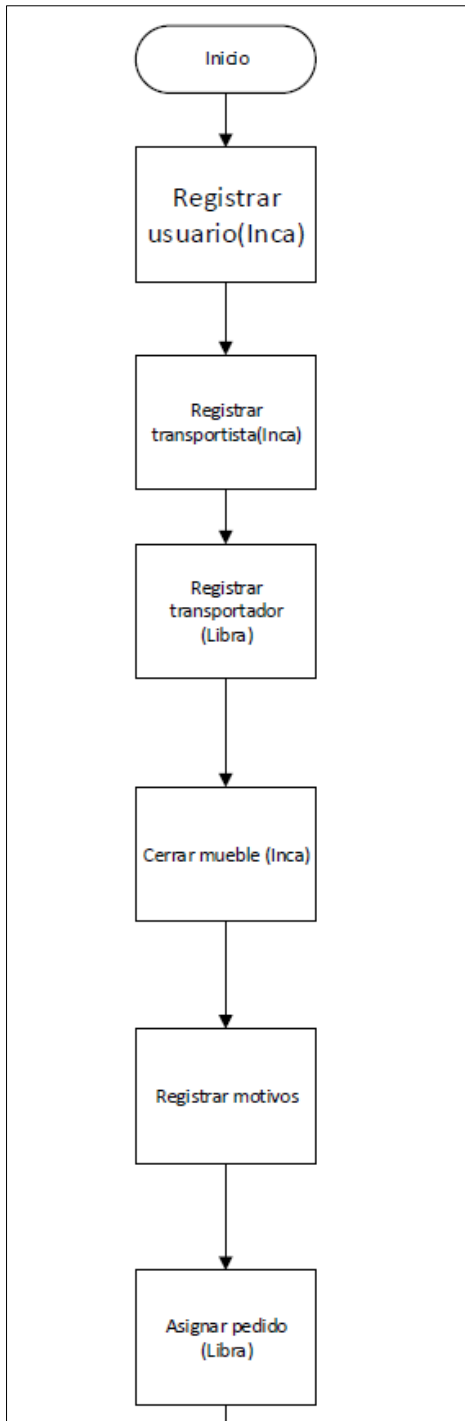 Inicio
Registrar
usuario(Inca)
Registrar
transportista(Inca)
Registrar
transportador
(Libra)
Cerrar mueble (Inca)
Registrar motivos
Asignar pedido
(Libra)